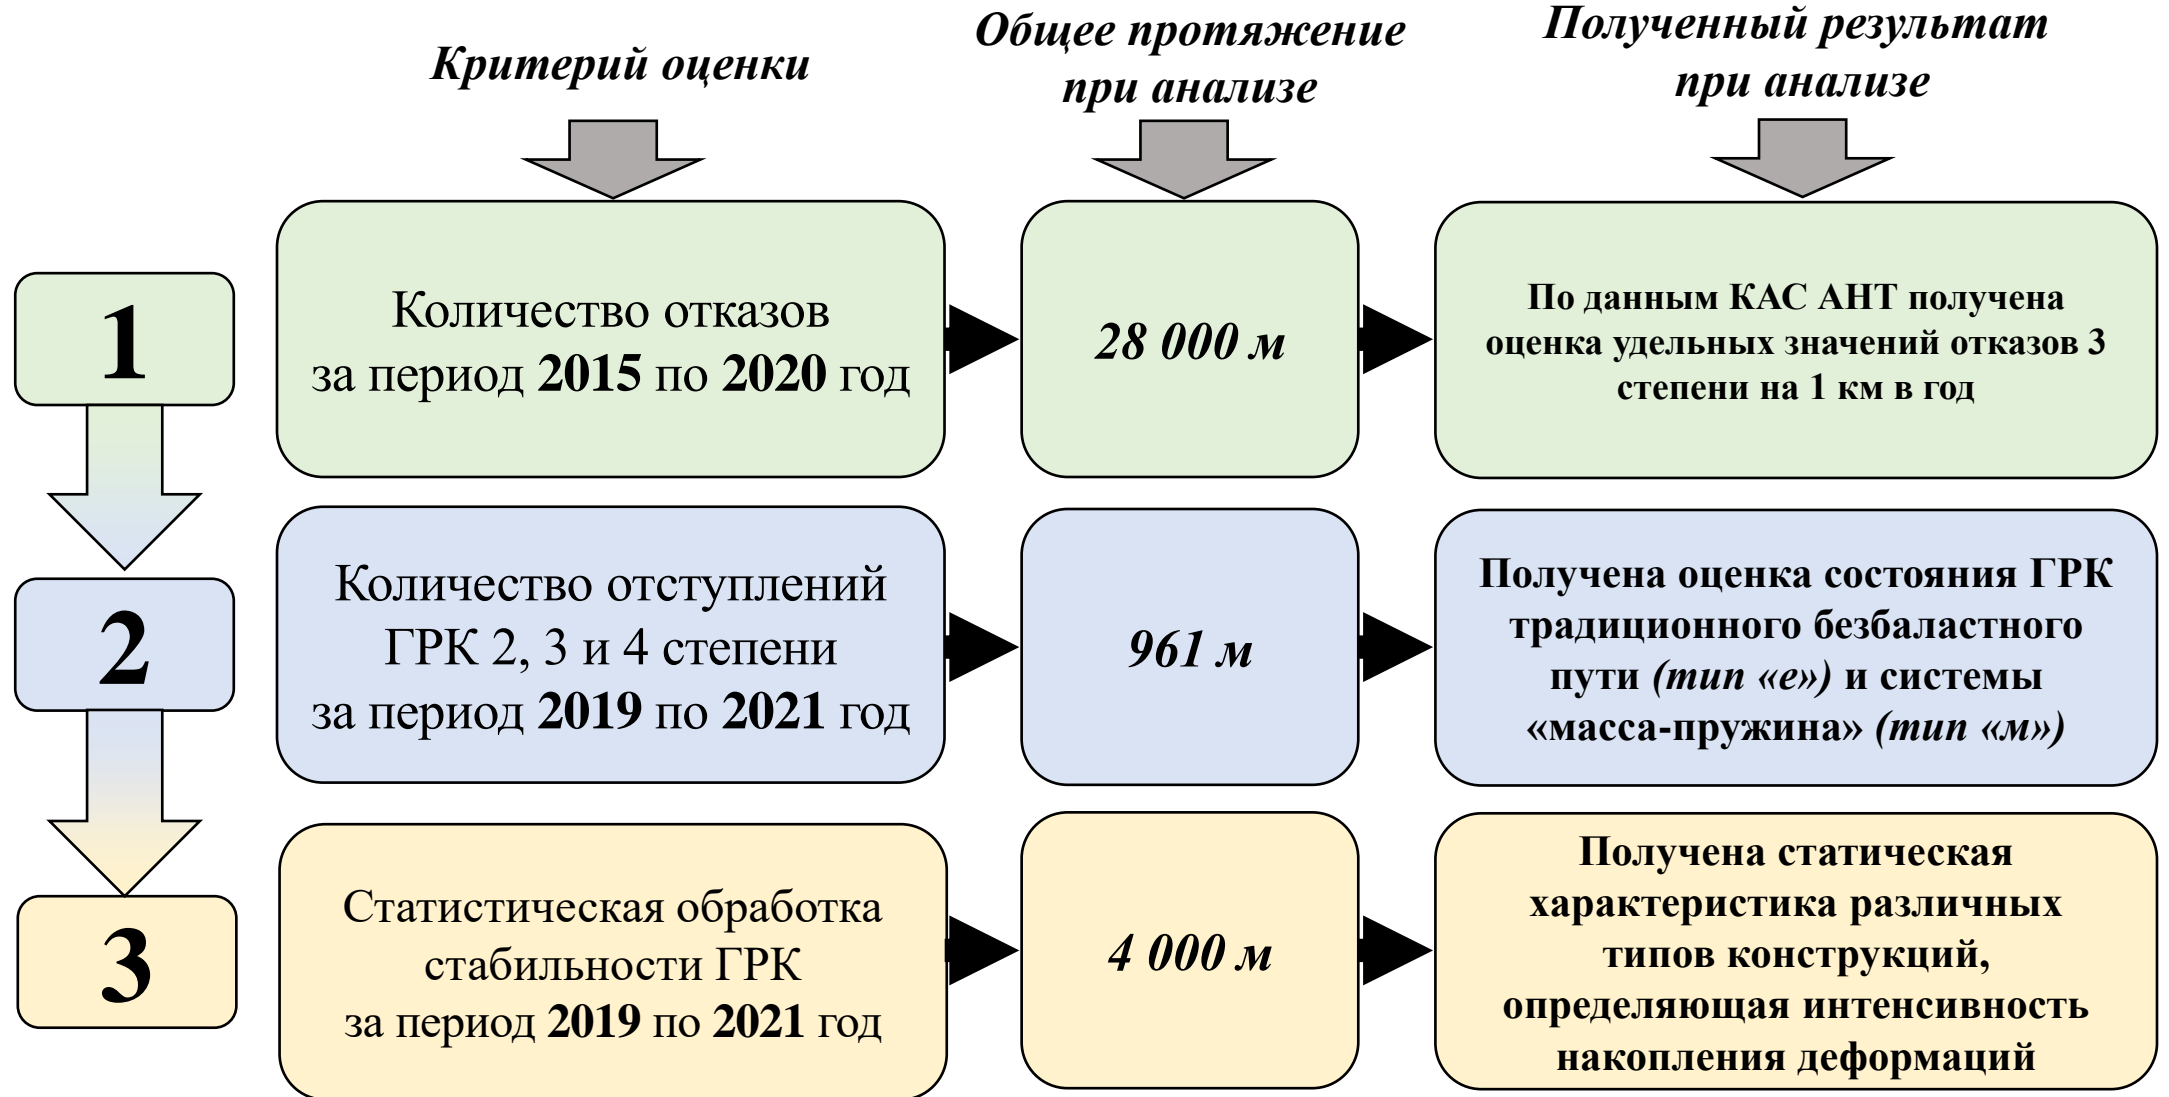 Критерий оценки
Общее протяжение
при анализе
Полученный результат
при анализе
1
Количество отказов
за период 2015 по 2020 год
28 000 м
По данным КАС АНТ получена
оценка удельных значений отказов 3
степени на 1 км в год
2
Количество отступлений
ГРК 2, 3 и 4 степени
за период 2019 по 2021 год
961 м
Получена оценка состояния ГРК
традиционного безбаластного
пути (тип «е») и системы
«масса-пружина» (тип «м»)
3
Статистическая обработка
стабильности ГРК
за период 2019 по 2021 год
4 000 м
Получена статическая
характеристика различных
типов конструкций,
определяющая интенсивность
накопления деформаций